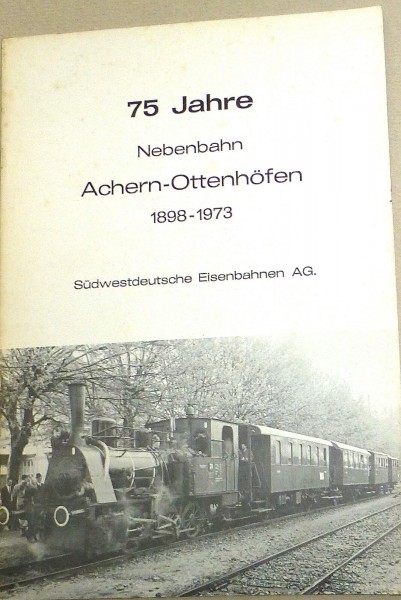 75 Jahre
Nebenbahn
Achern-Ottenhöfen
1898-1973
Südwestdeutsche Eisenbahnen AG.